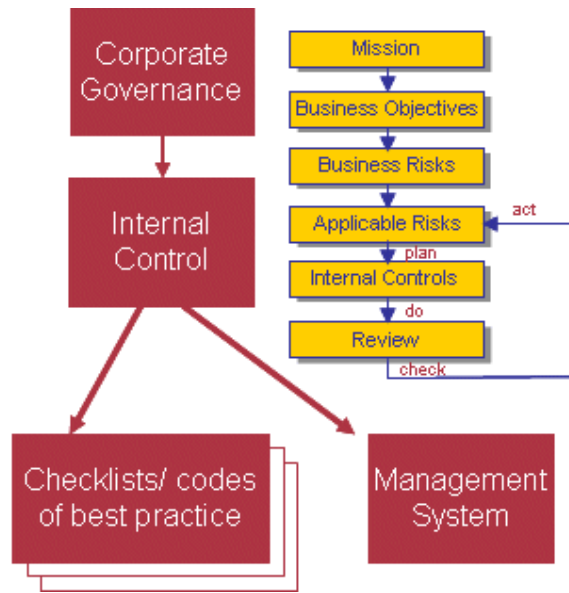 Corporate
Governance
Internal
Control
Checklists/ codes
of best practice
Management
System
Mission
Business Objectives
Business Risks
Applicable Risks
act
plan
Internal Controls
do
Review
check